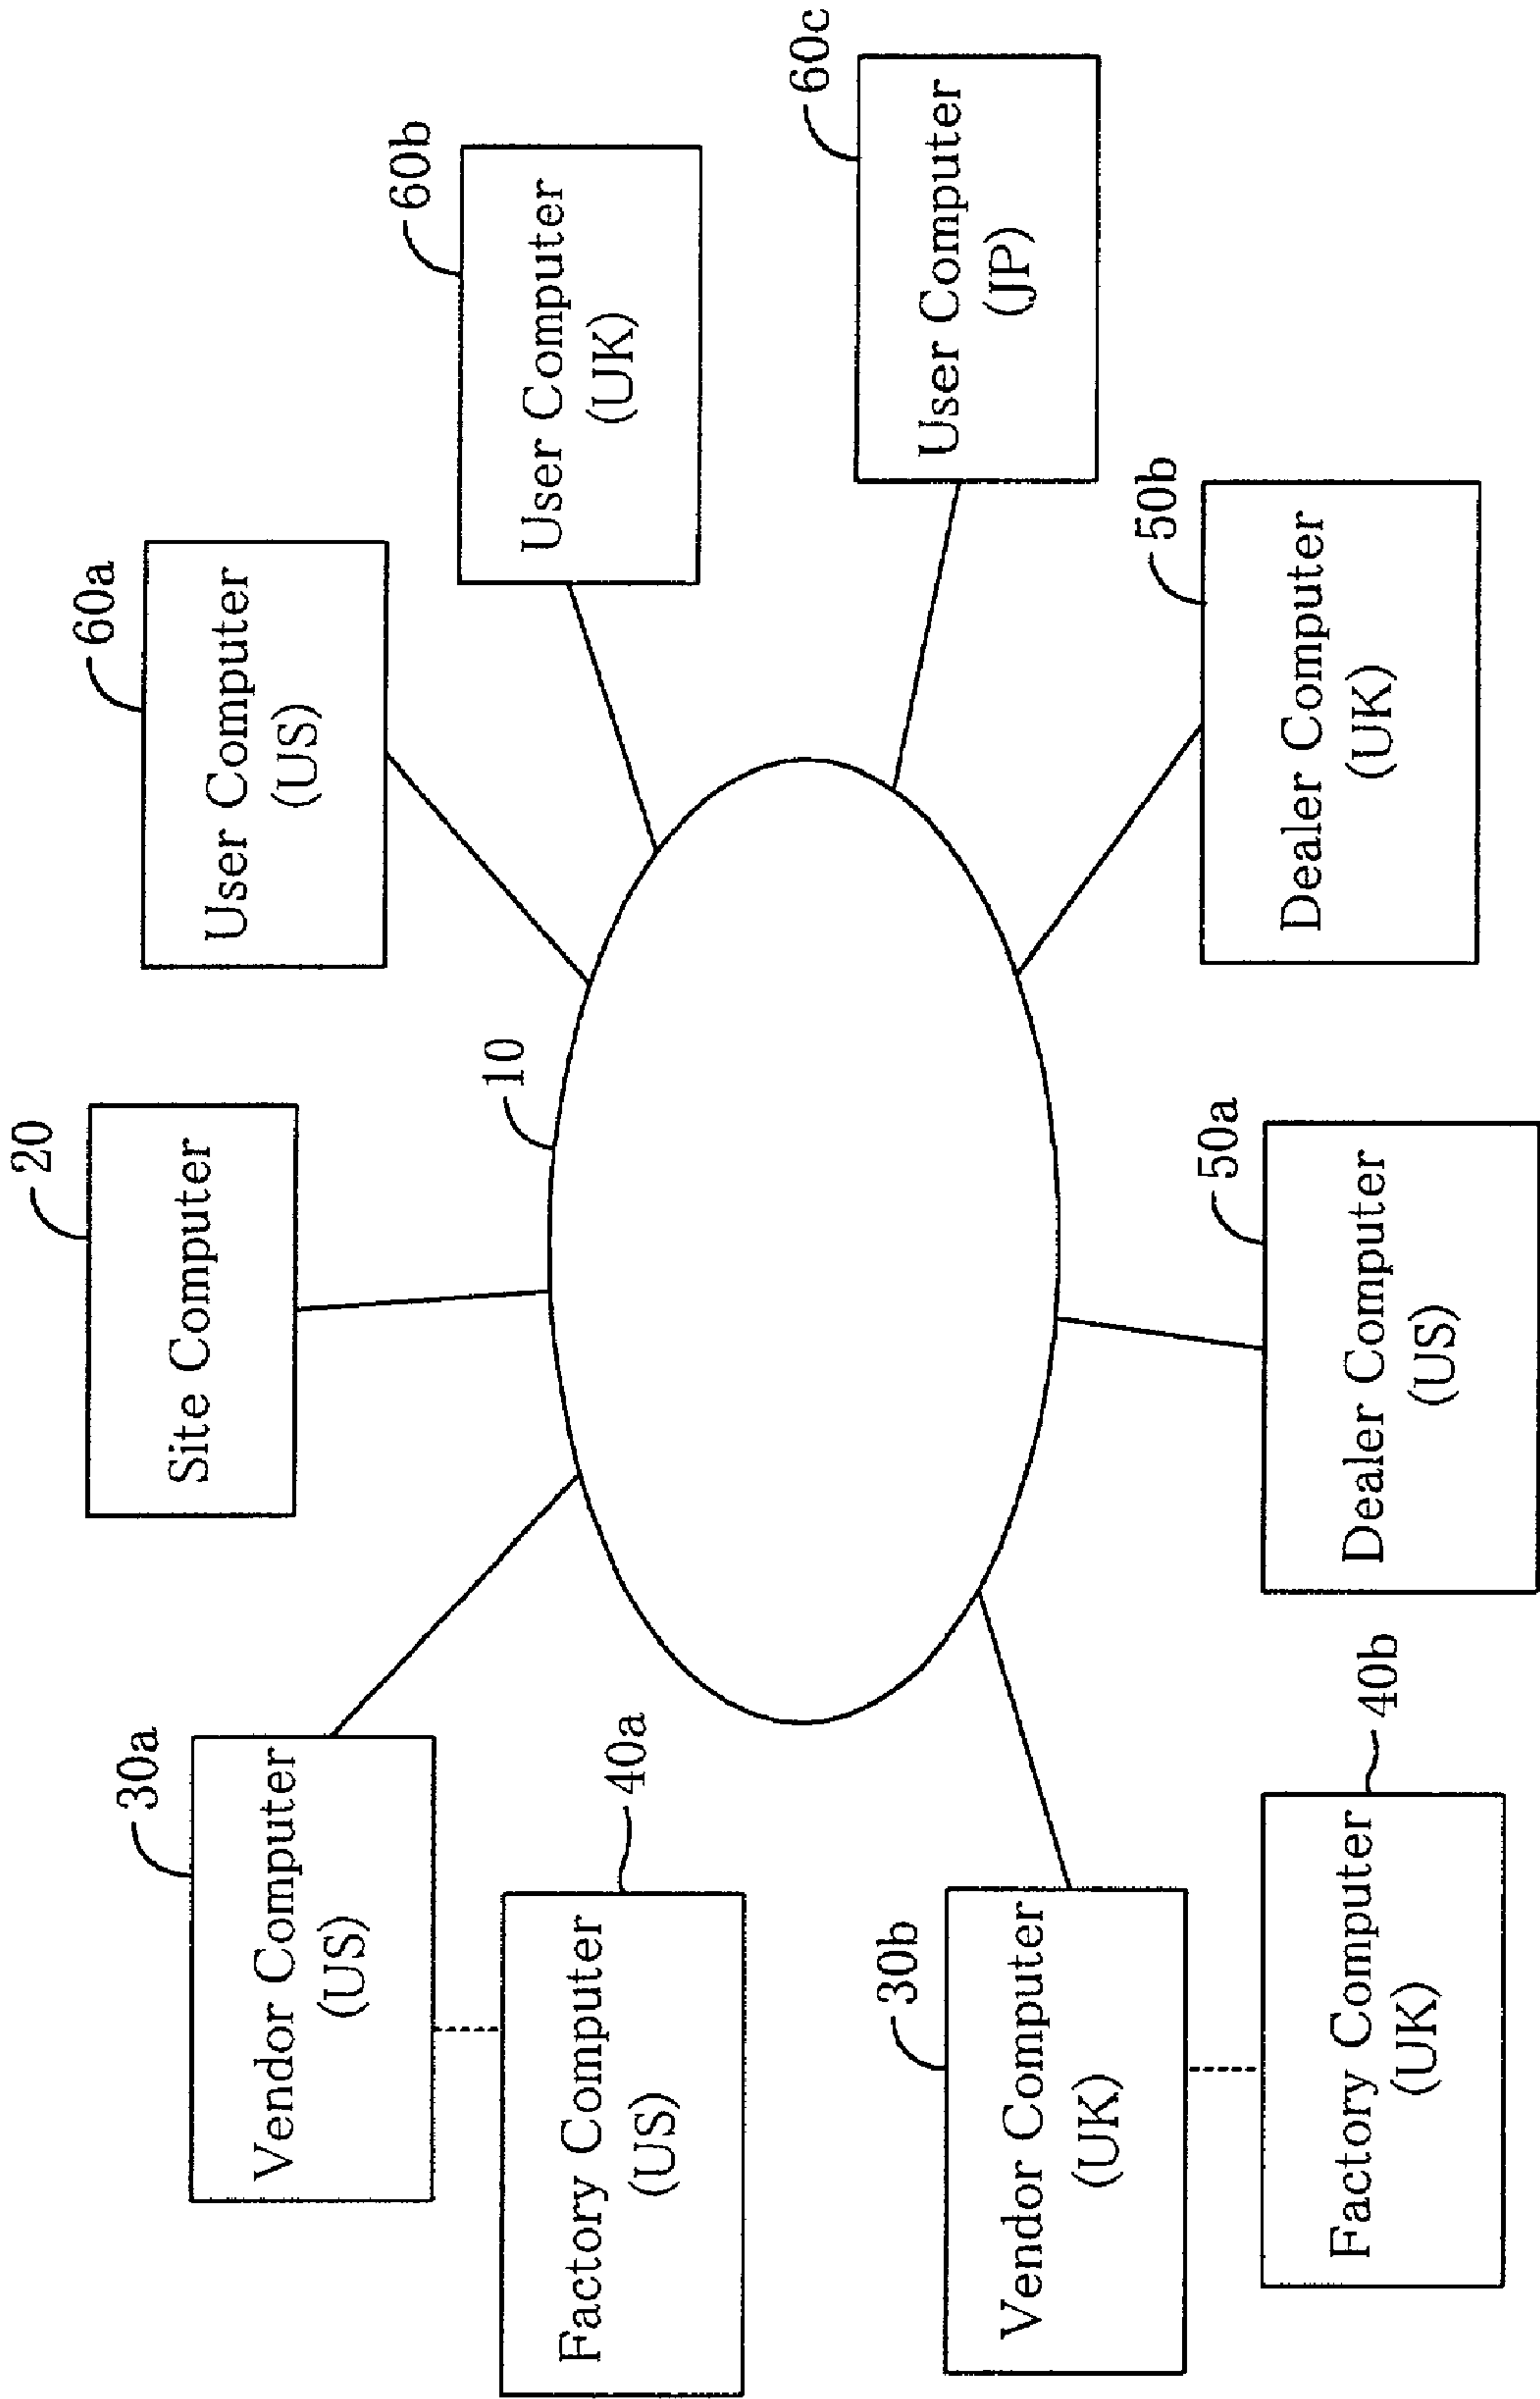 20
Site Computer
30a
Vendor Computer
(US)
40a
Factory Computer
(US)
10
60a
User Computer
(US)
60b
User Computer
(UK)
60c
User Computer
(JP)
30b
Vendor Computer
(UK)
40b
Factory Computer
(UK)
50a
Dealer Computer
(US)
50b
Dealer Computer
(UK)